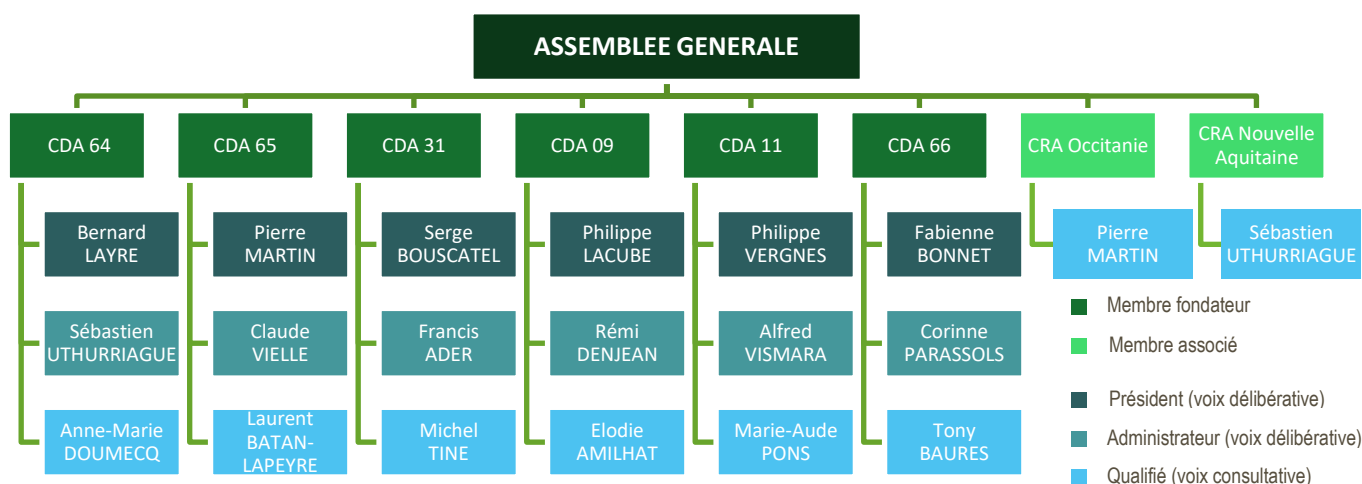 ASSEMBLEE GENERALE
CDA 64
CDA 65
CDA 31
CDA 09
CDA 11
CDA 66
CRA Occitanie
CRA Nouvelle
Aquitaine
Bernard
LAYRE
Pierre
MARTIN
Serge
BOUSCATEL
Philippe
LACUBE
Philippe
VERGNES
Fabienne
BONNET
Pierre
MARTIN
Sébastien
UTHURRIAGUE
Sébastien
UTHURRIAGUE
Claude
VIELLE
Francis
ADER
Rémi
DENJEAN
Alfred
VISMARA
Corinne
PARASSOLS
Anne-Marie
DOUMECQ
Laurent
BATAN-
LAPEYRE
Michel
TINE
Elodie
AMILHAT
Marie-Aude
PONS
Tony
BAURES
Membre fondateur
Membre associé
Président (voix délibérative)
Administrateur (voix délibérative)
Qualifié (voix consultative)